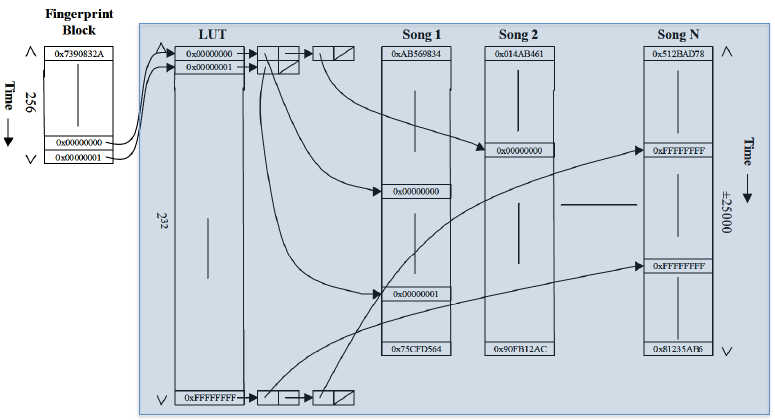 Fingerprint
Block
LUT
Song 1
Song 2
Song N
0x7390832A
0x00000000
0x00000001
0xAB569834
0x014AB461
0x512BAD78
Time
256
0x00000000
0x00000001
0x00000000
0xFFFFFFFF
Time
0x00000000
±25000
2^32
0xFFFFFFFF
0x00000001
0x75CFD564
0x90FB12AC
0x81235AB6
0xFFFFFFFF